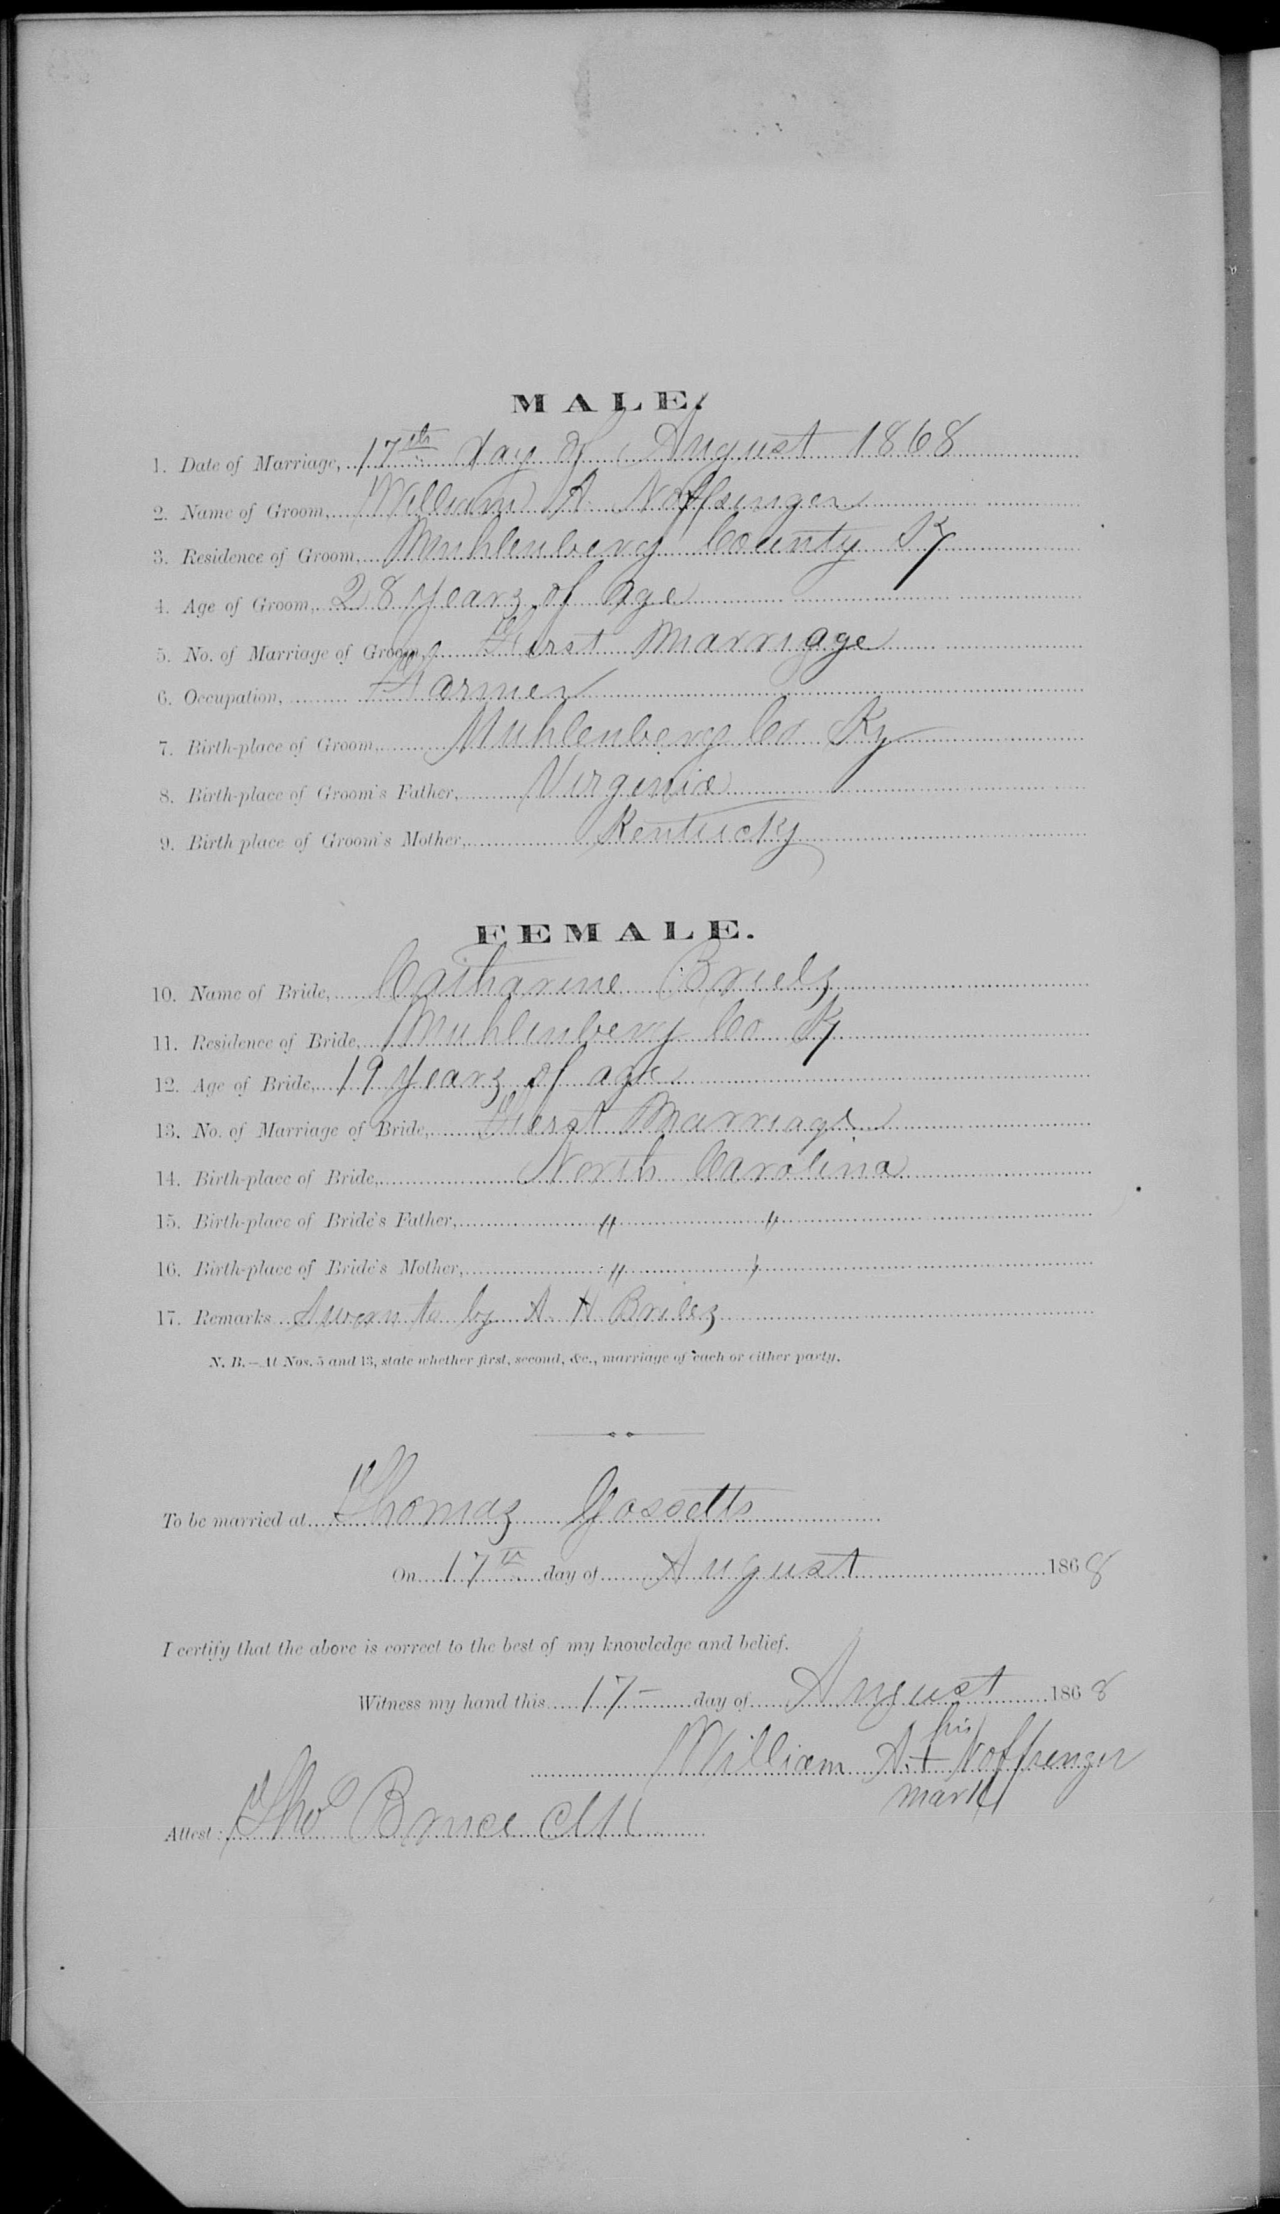 MALE.
1. Date of Marriage, 17th day of August 1868
2. Name of Groom, William A. Noffsinger
3. Residence of Groom, Muhlenberg County Ky
4. Age of Groom, 28 years of age
5. No. of Marriage of Groom, First Marriage
6. Occupation, Farmer
7. Birth-place of Groom, Muhlenberg Co Ky
8. Birth-place of Groom's Father, Virginia
9. Birth place of Groom's Mother, Kentucky
FEMALE.
10. Name of Bride, Catharine Briels
11. Residence of Bride, Muhlenberg Co Ky
12. Age of Bride, 19 years of age
13. No. of Marriage of Bride, First Marriage
14. Birth-place of Bride, North Carolina
15. Birth-place of Bride's Father, " "
16. Birth-place of Bride's Mother, " "
17. Remarks Sworn to by A H Briles
N. B.—At Nos. 5 and 13, state whether first, second, &c., marriage of each or either party.
To be married at Thomas Gossetts
On 17th day of August 1868
I certify that the above is correct to the best of my knowledge and belief.
Witness my hand this 17 – day of August 1868
his
William A. + Noffsinger
mark
Attest: Tho Bruce Clk